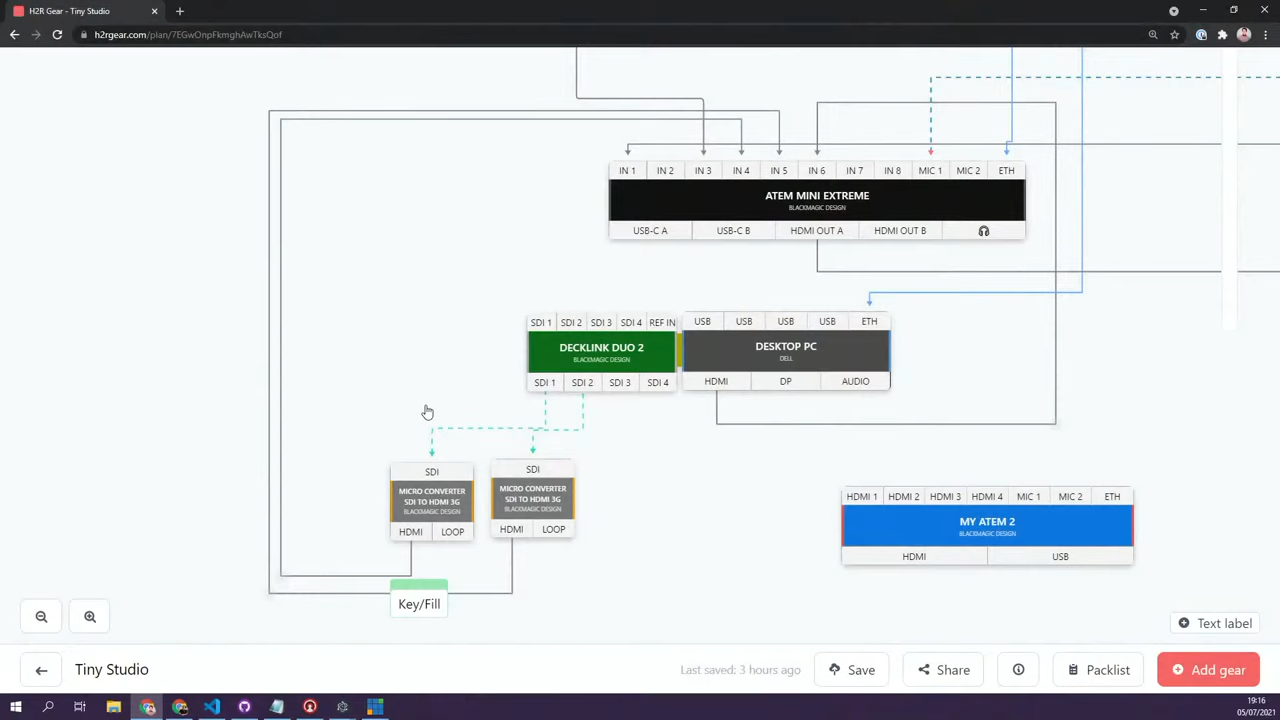 H2R Gear - Tiny Studio
h2rgear.com/plan/7EGwOnpFkmghAwTksQof
IN 1 IN 2 IN 3 IN 4 IN 5 IN 6 IN 7 IN 8 MIC 1 MIC 2 ETH
ATEM MINI EXTREME
BLACKMAGIC DESIGN
USB-C A USB-C B HDMI OUT A HDMI OUT B
SDI 1 SDI 2 SDI 3 SDI 4 REF IN
DECKLINK DUO 2
BLACKMAGIC DESIGN
SDI 1 SDI 2 SDI 3 SDI 4
USB USB USB USB ETH
DESKTOP PC
DELL
HDMI DP AUDIO
SDI
MICRO CONVERTER
SDI TO HDMI 3G
BLACKMAGIC DESIGN
HDMI LOOP
SDI
MICRO CONVERTER
SDI TO HDMI 3G
BLACKMAGIC DESIGN
HDMI LOOP
HDMI 1 HDMI 2 HDMI 3 HDMI 4 MIC 1 MIC 2 ETH
MY ATEM 2
BLACKMAGIC DESIGN
HDMI USB
Key/Fill
Text label
Tiny Studio
Last saved: 3 hours ago
Save
Share
Packlist
Add gear
19:16
05/07/2021